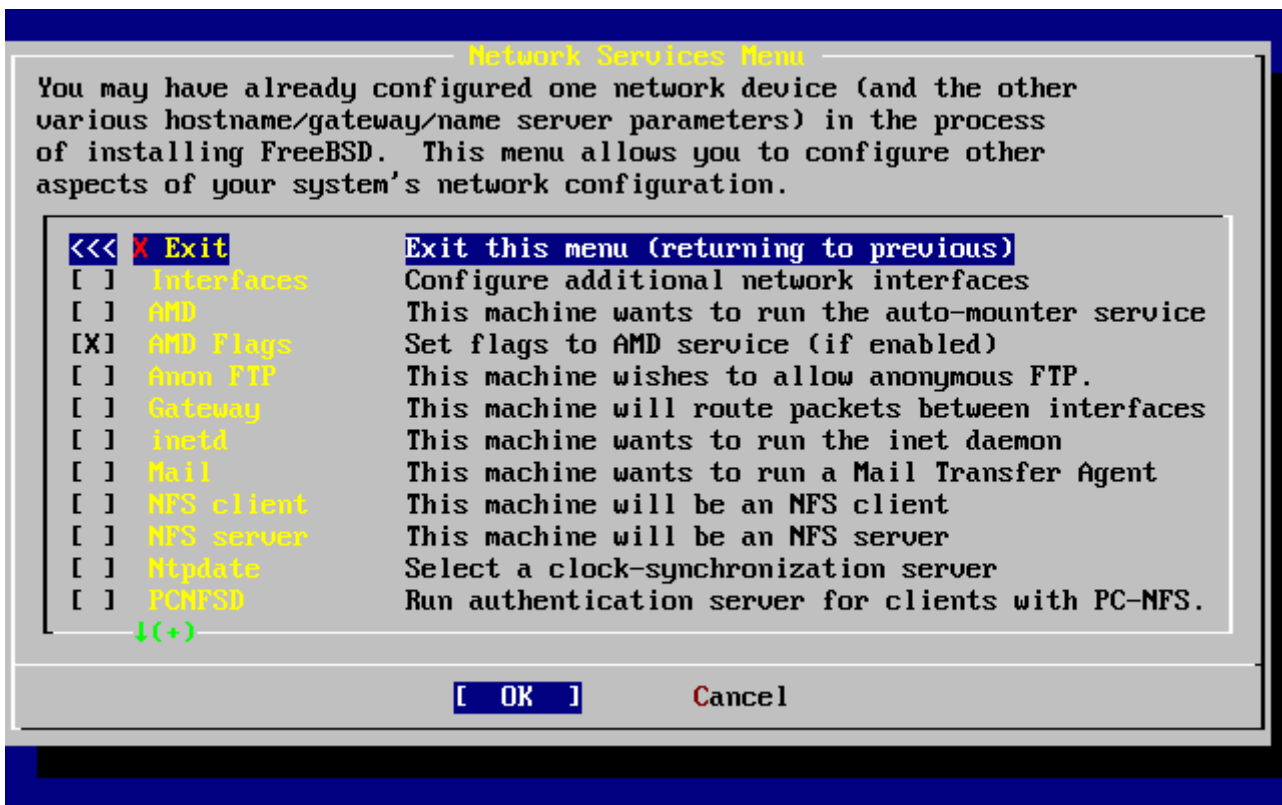 Network Services Menu
You may have already configured one network device (and the other
various hostname/gateway/name server parameters) in the process
of installing FreeBSD.  This menu allows you to configure other
aspects of your system's network configuration.
<<< X Exit Exit this menu (returning to previous)
[ ] Interfaces Configure additional network interfaces
[ ] AMD This machine wants to run the auto-mounter service
[X] AMD Flags Set flags to AMD service (if enabled)
[ ] Anon FTP This machine wishes to allow anonymous FTP.
[ ] Gateway This machine will route packets between interfaces
[ ] inetd This machine wants to run the inet daemon
[ ] Mail This machine wants to run a Mail Transfer Agent
[ ] NFS client This machine will be an NFS client
[ ] NFS server This machine will be an NFS server
[ ] Ntpdate Select a clock-synchronization server
[ ] PCNFSD Run authentication server for clients with PC-NFS.
↓(+)
[ OK ] Cancel